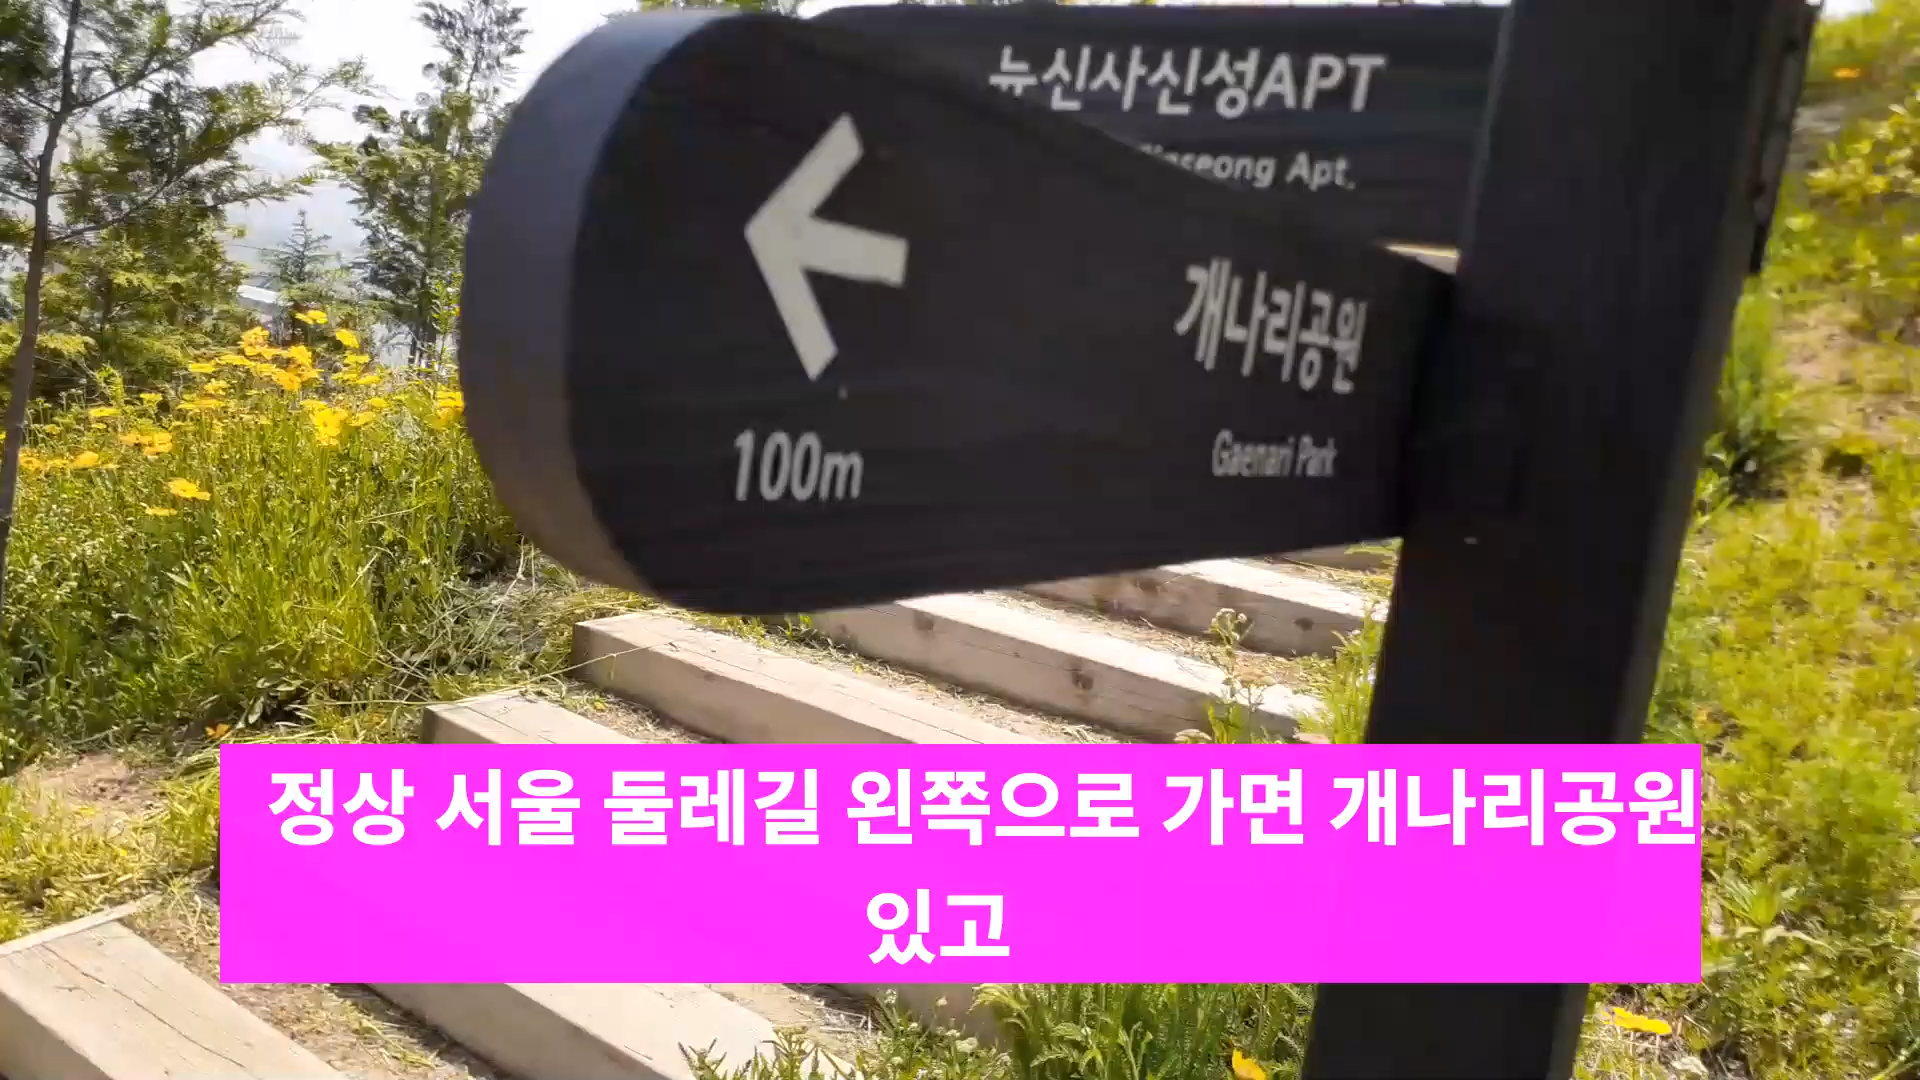 뉴신사신성APT
Apt.
개나리공원
100m
Gaenari Park
정상 서울 둘레길 왼쪽으로 가면 개나리공원
있고